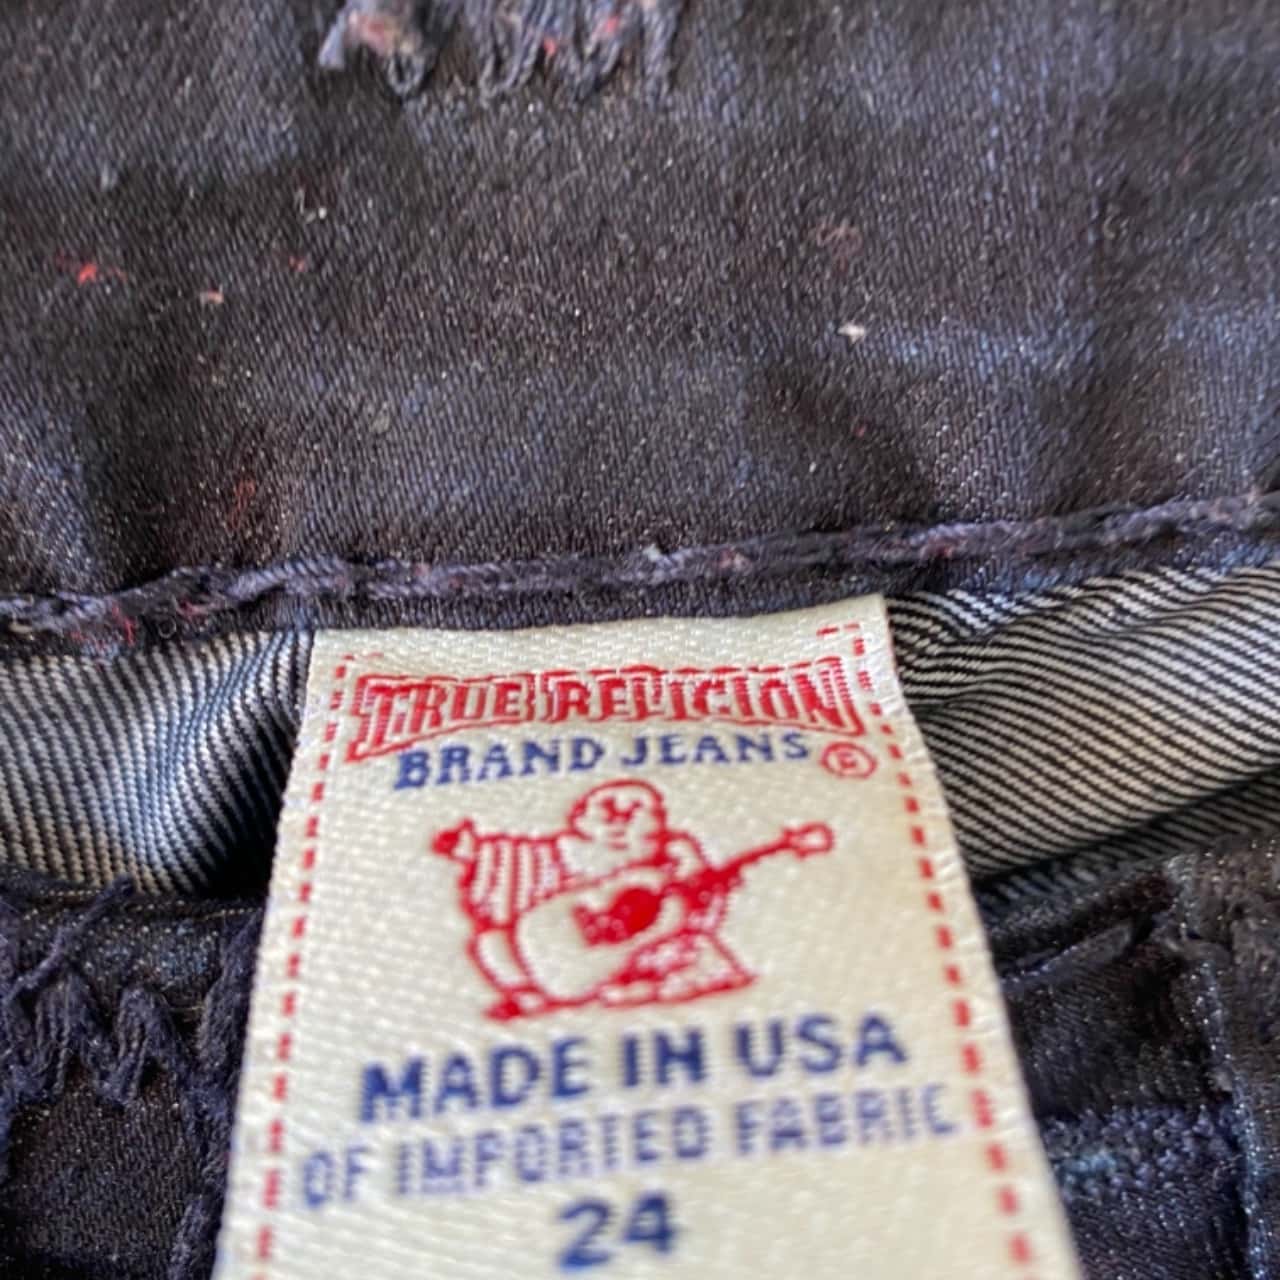 TRUE RELIGION
BRAND JEANS ®
MADE IN USA
OF IMPORTED FABRIC
24